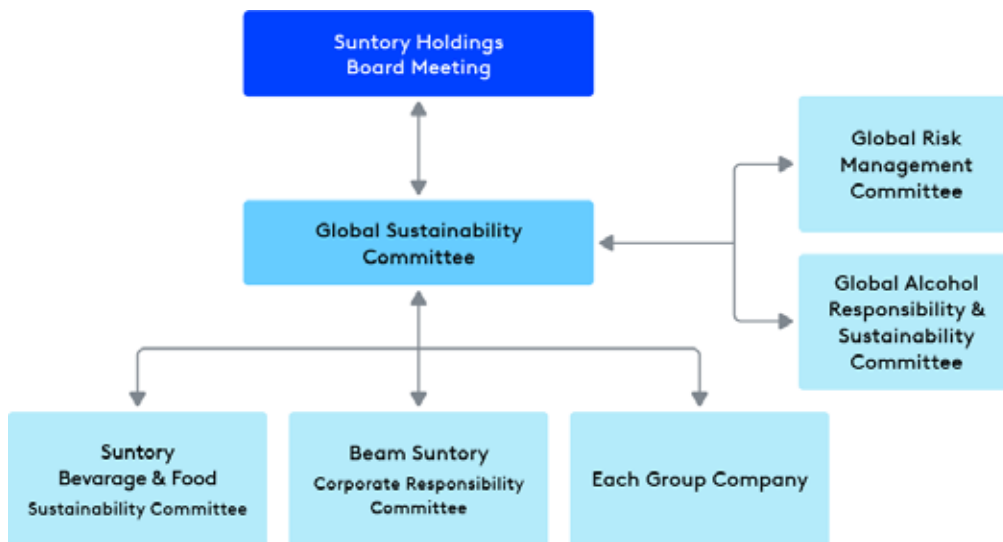 Suntory Holdings
Board Meeting
Global Risk
Management
Committee
Global Sustainability
Committee
Global Alcohol
Responsibility &
Sustainability
Committee
Suntory
Bevarage & Food
Sustainability Committee
Beam Suntory
Corporate Responsibility
Committee
Each Group Company